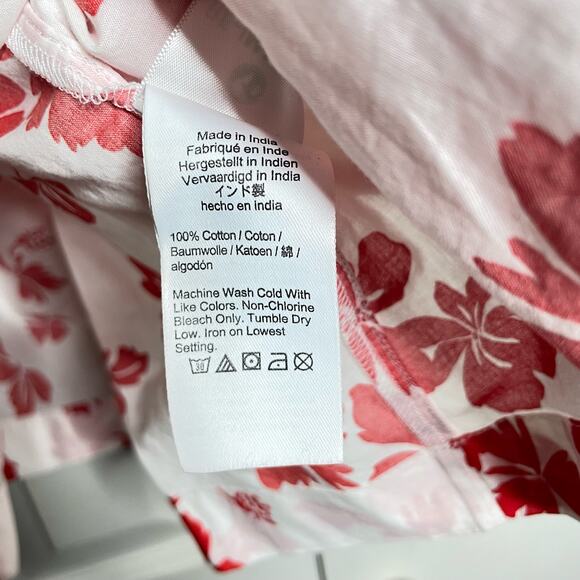 Made in India
Fabriqué en Inde
Hergestellt in Indien
Vervaardigd in India
インド製
hecho en india
100% Cotton / Coton /
Baumwolle / Katoen / 綿 /
algodón
Machine Wash Cold With
Like Colors. Non-Chlorine
Bleach Only. Tumble Dry
Low. Iron on Lowest
Setting.
30